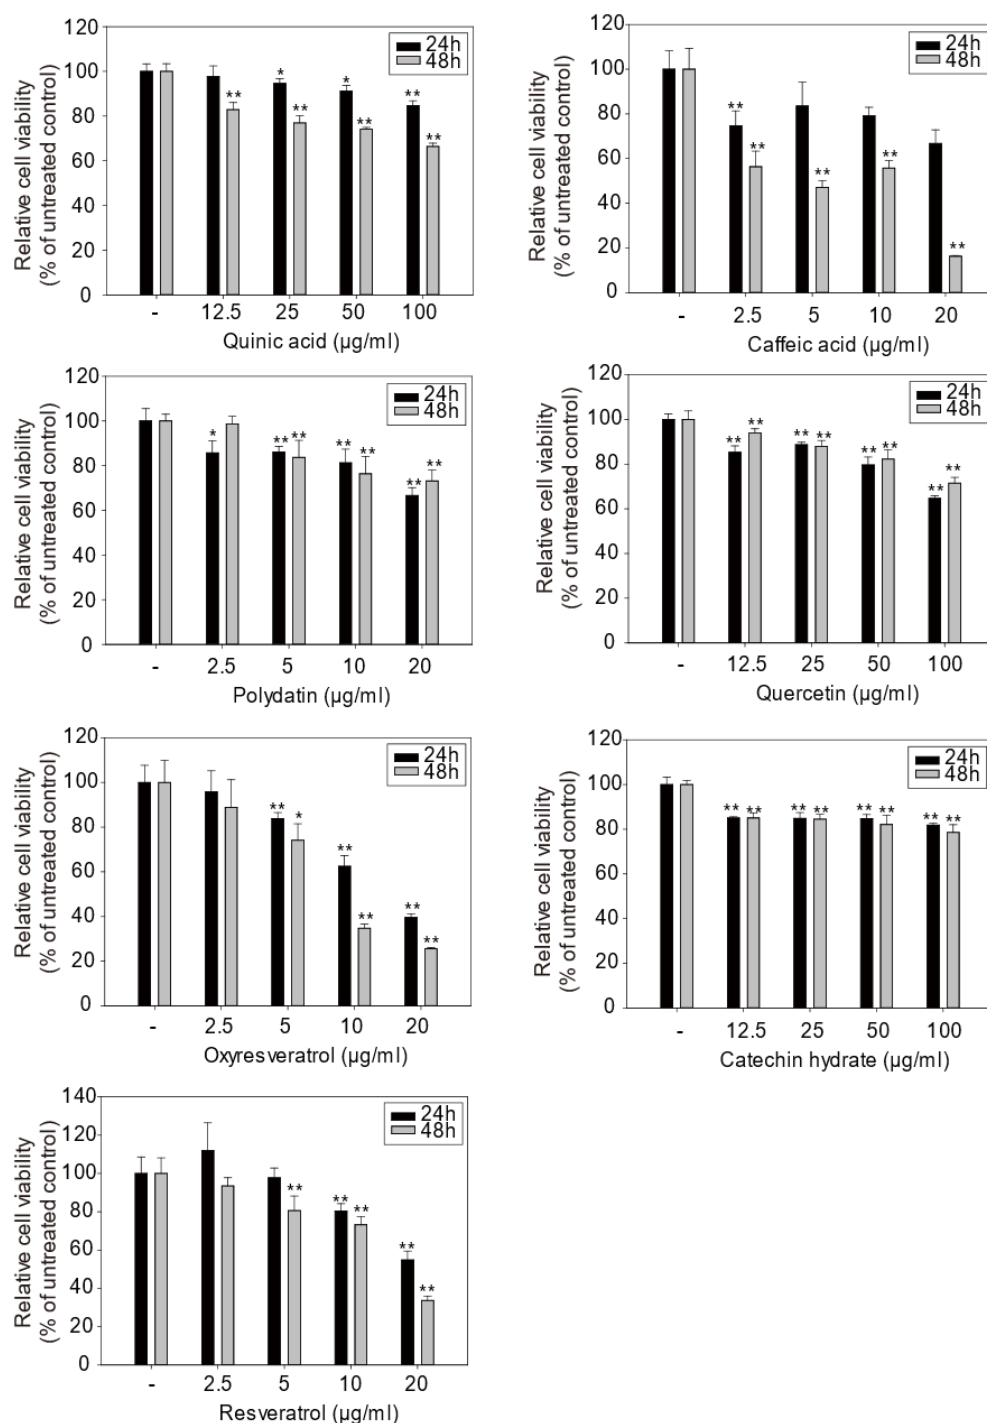 120
100
80
60
40
20
0
Relative cell viability
(% of untreated control)
24h
48h
* *
** ** ** **
**
- 12.5 25 50 100
Quinic acid (µg/ml)
120
100
80
60
40
20
0
Relative cell viability
(% of untreated control)
24h
48h
**
** ** ** **
- 2.5 5 10 20
Caffeic acid (µg/ml)
120
100
80
60
40
20
0
Relative cell viability
(% of untreated control)
24h
48h
* ** ** ** ** ** **
- 2.5 5 10 20
Polydatin (µg/ml)
120
100
80
60
40
20
0
Relative cell viability
(% of untreated control)
24h
48h
** ** ** ** ** ** ** **
- 12.5 25 50 100
Quercetin (µg/ml)
120
100
80
60
40
20
0
Relative cell viability
(% of untreated control)
24h
48h
** * ** ** ** **
- 2.5 5 10 20
Oxyresveratrol (µg/ml)
120
100
80
60
40
20
0
Relative cell viability
(% of untreated control)
24h
48h
** ** ** ** ** ** ** **
- 12.5 25 50 100
Catechin hydrate (µg/ml)
140
120
100
80
60
40
20
0
Relative cell viability
(% of untreated control)
24h
48h
** ** ** ** **
- 2.5 5 10 20
Resveratrol (µg/ml)